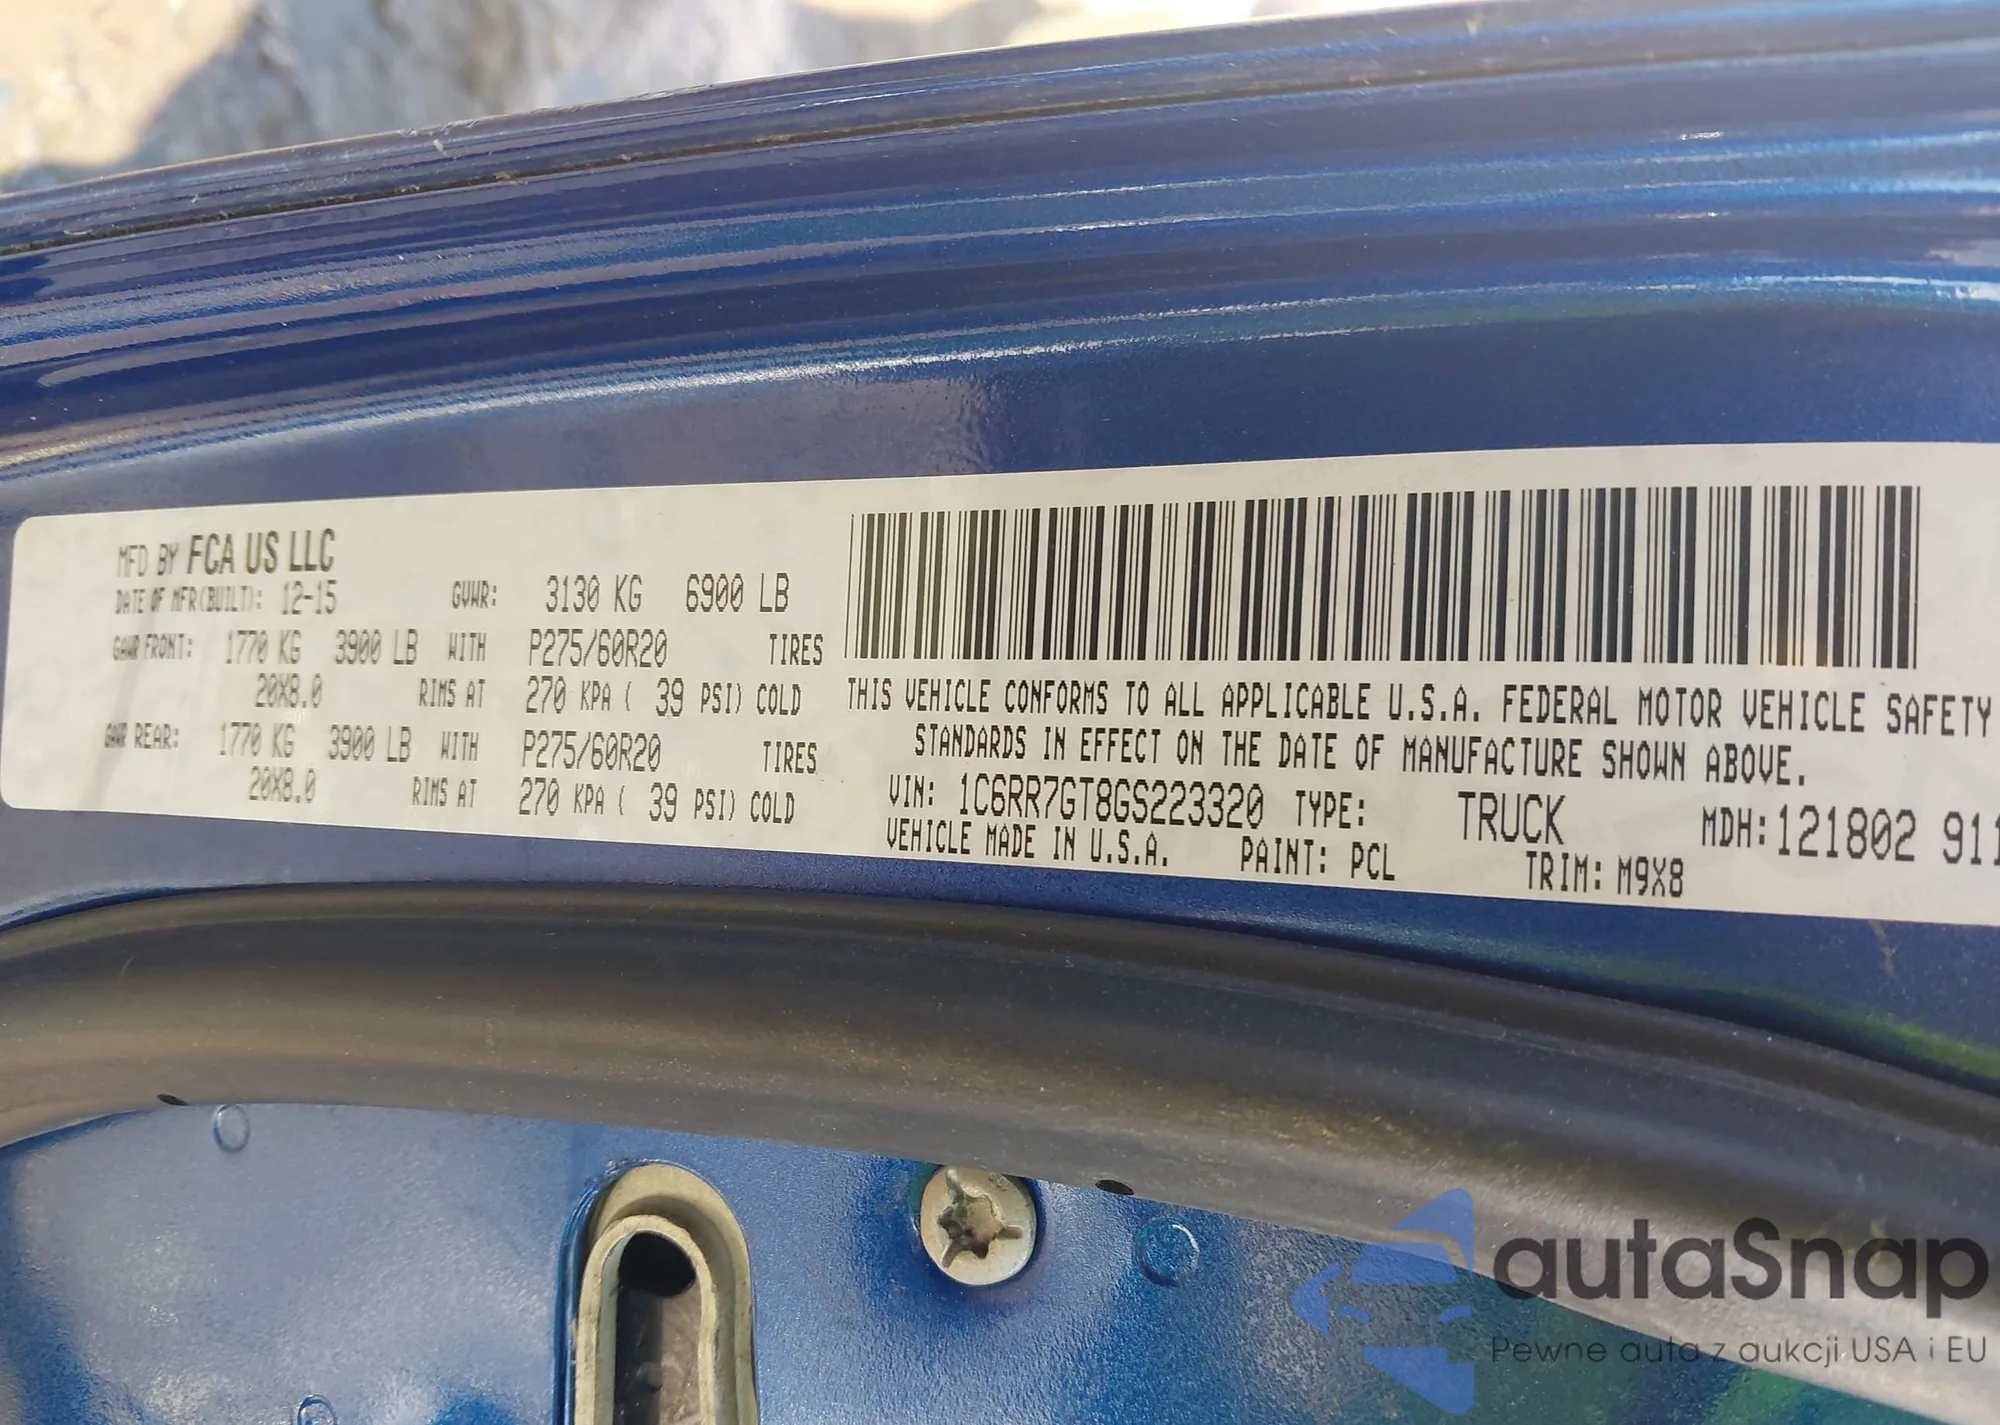 MFD BY FCA US LLC
DATE OF MFR(BUILT): 12-15 GVWR: 3130 KG 6900 LB
GAWR FRONT: 1770 KG 3900 LB WITH P275/60R20 TIRES
20X8.0 RIMS AT 270 KPA ( 39 PSI) COLD
GAWR REAR: 1770 KG 3900 LB WITH P275/60R20 TIRES
20X8.0 RIMS AT 270 KPA ( 39 PSI) COLD
THIS VEHICLE CONFORMS TO ALL APPLICABLE U.S.A. FEDERAL MOTOR VEHICLE SAFETY
STANDARDS IN EFFECT ON THE DATE OF MANUFACTURE SHOWN ABOVE.
VIN: 1C6RR7GT8GS223320 TYPE: TRUCK MDH: 121802 911
VEHICLE MADE IN U.S.A. PAINT: PCL TRIM: M9X8
autaSnap
Pewne auta z aukcji USA i EU